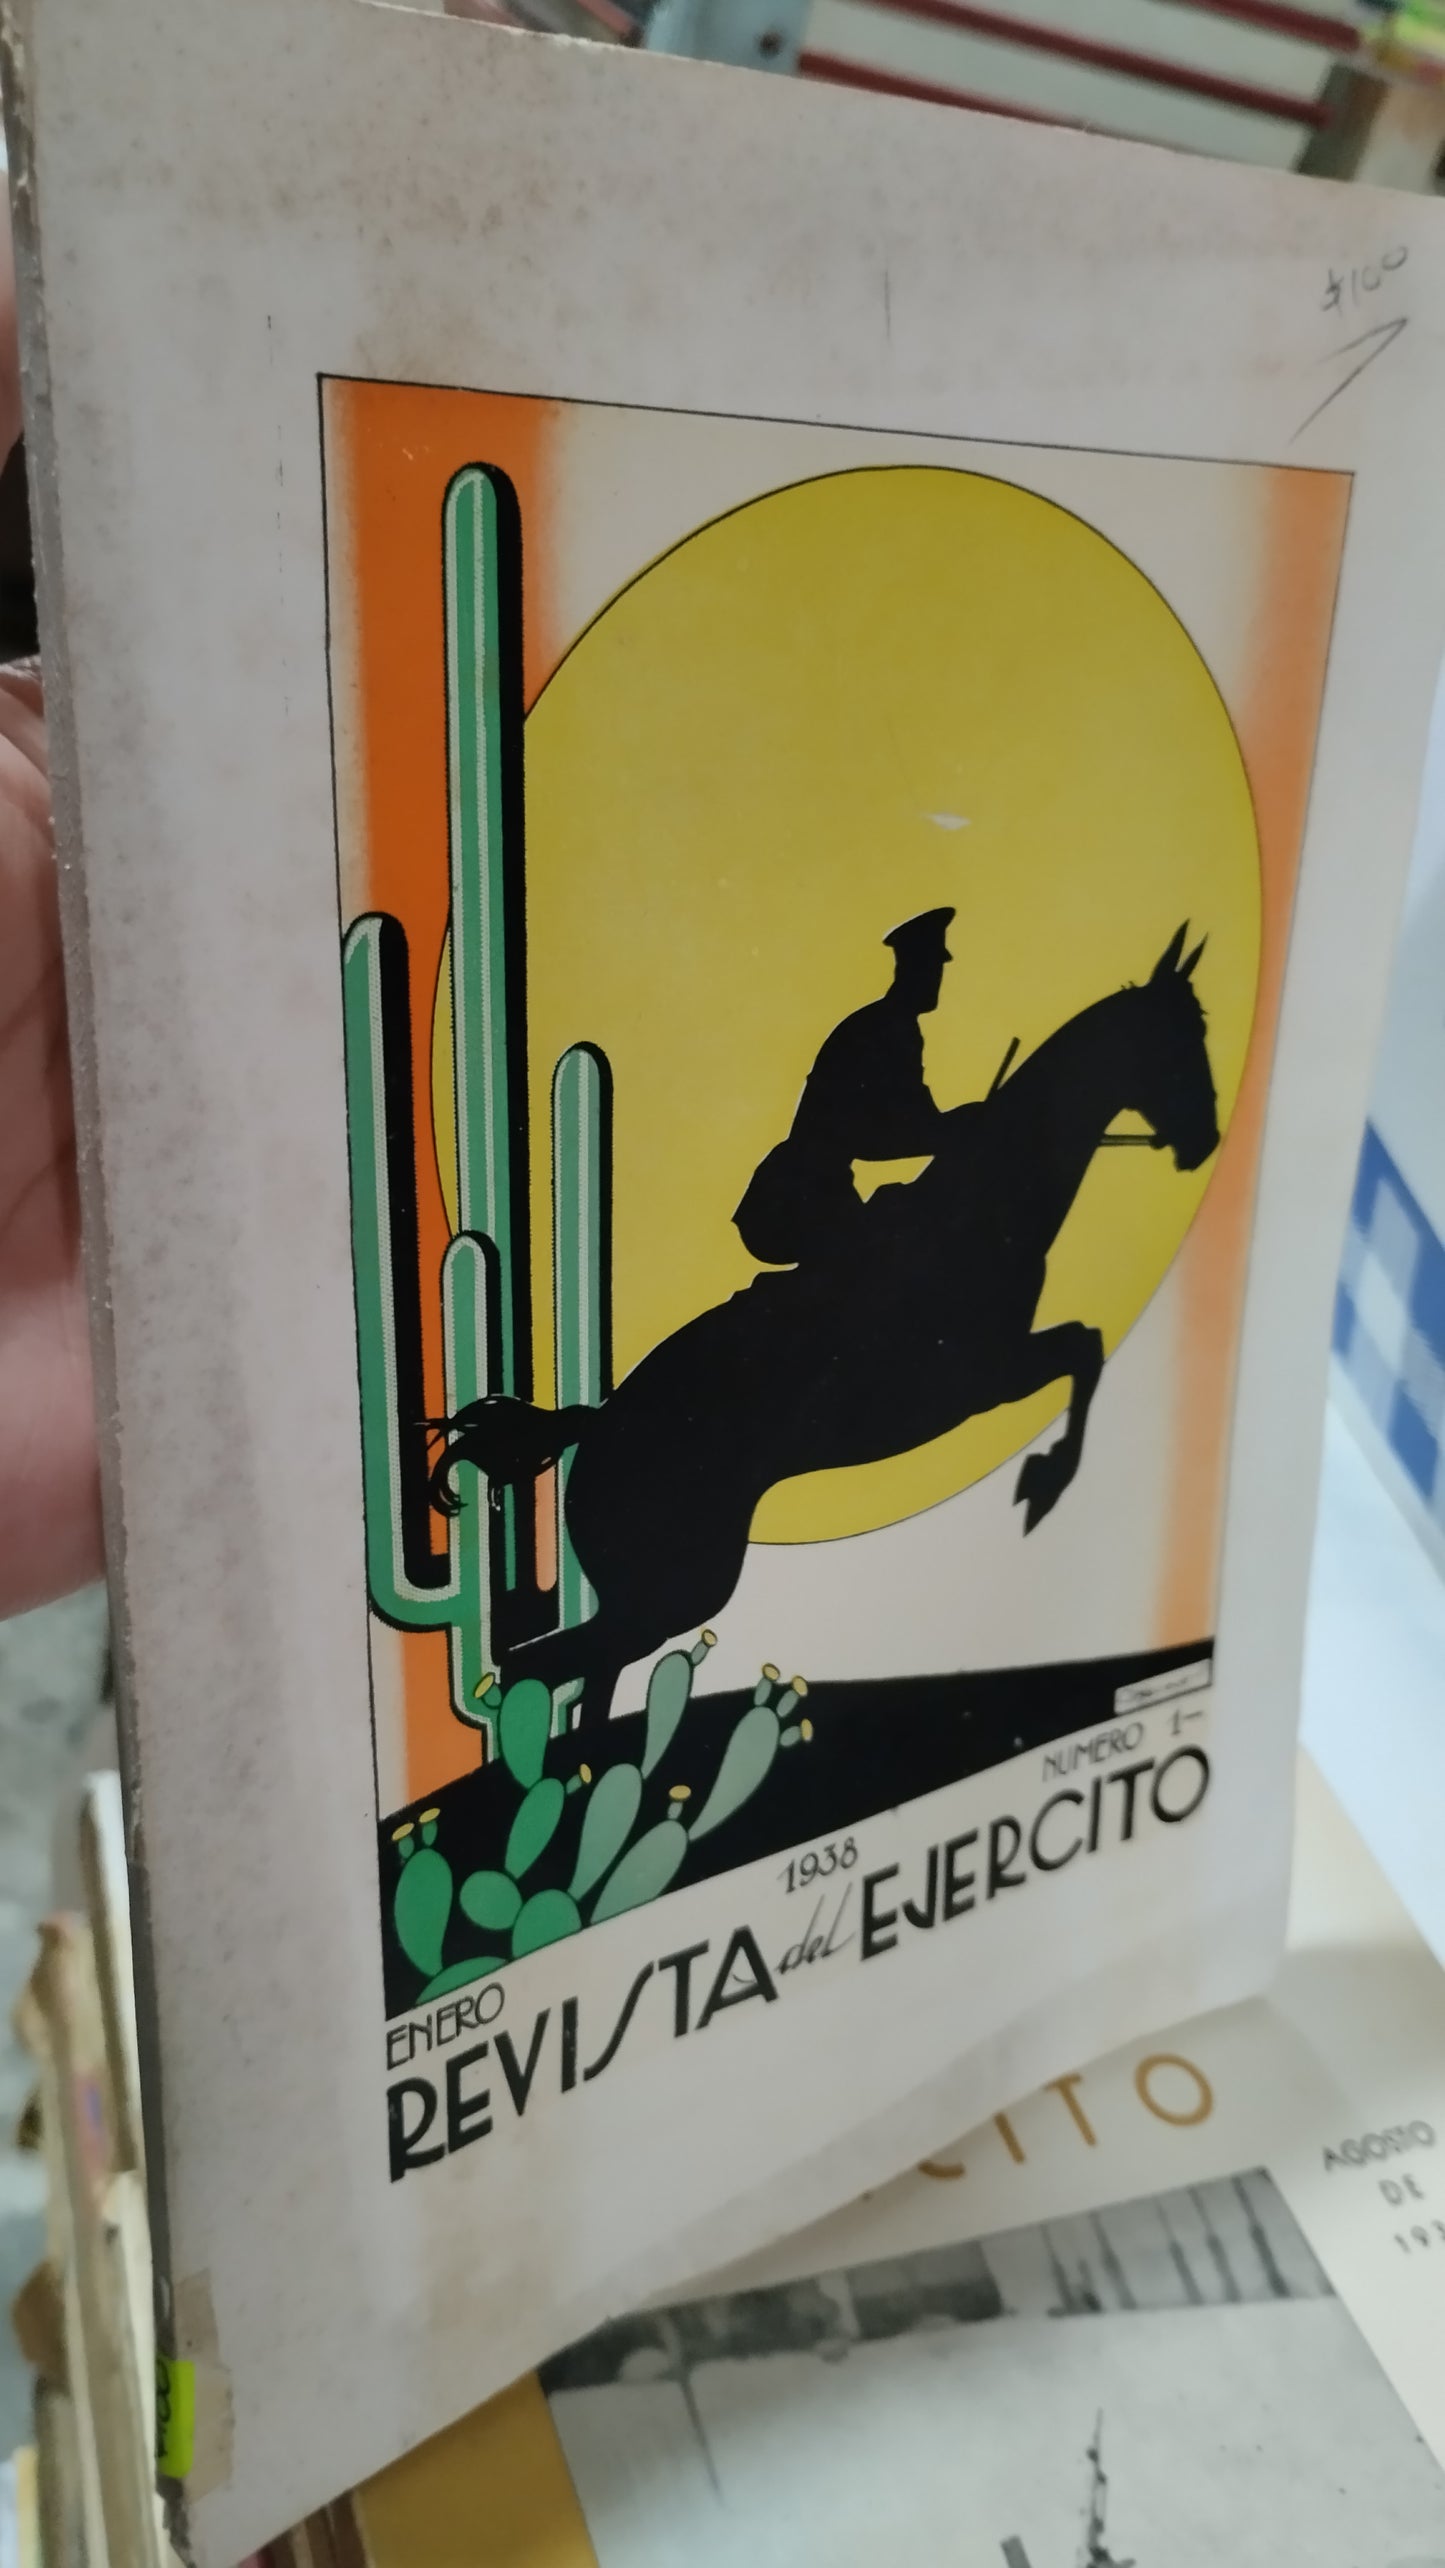 $100
NUMERO 1-
ENERO 1938
REVISTA del EJERCITO
CITO
AGOSTO
DE